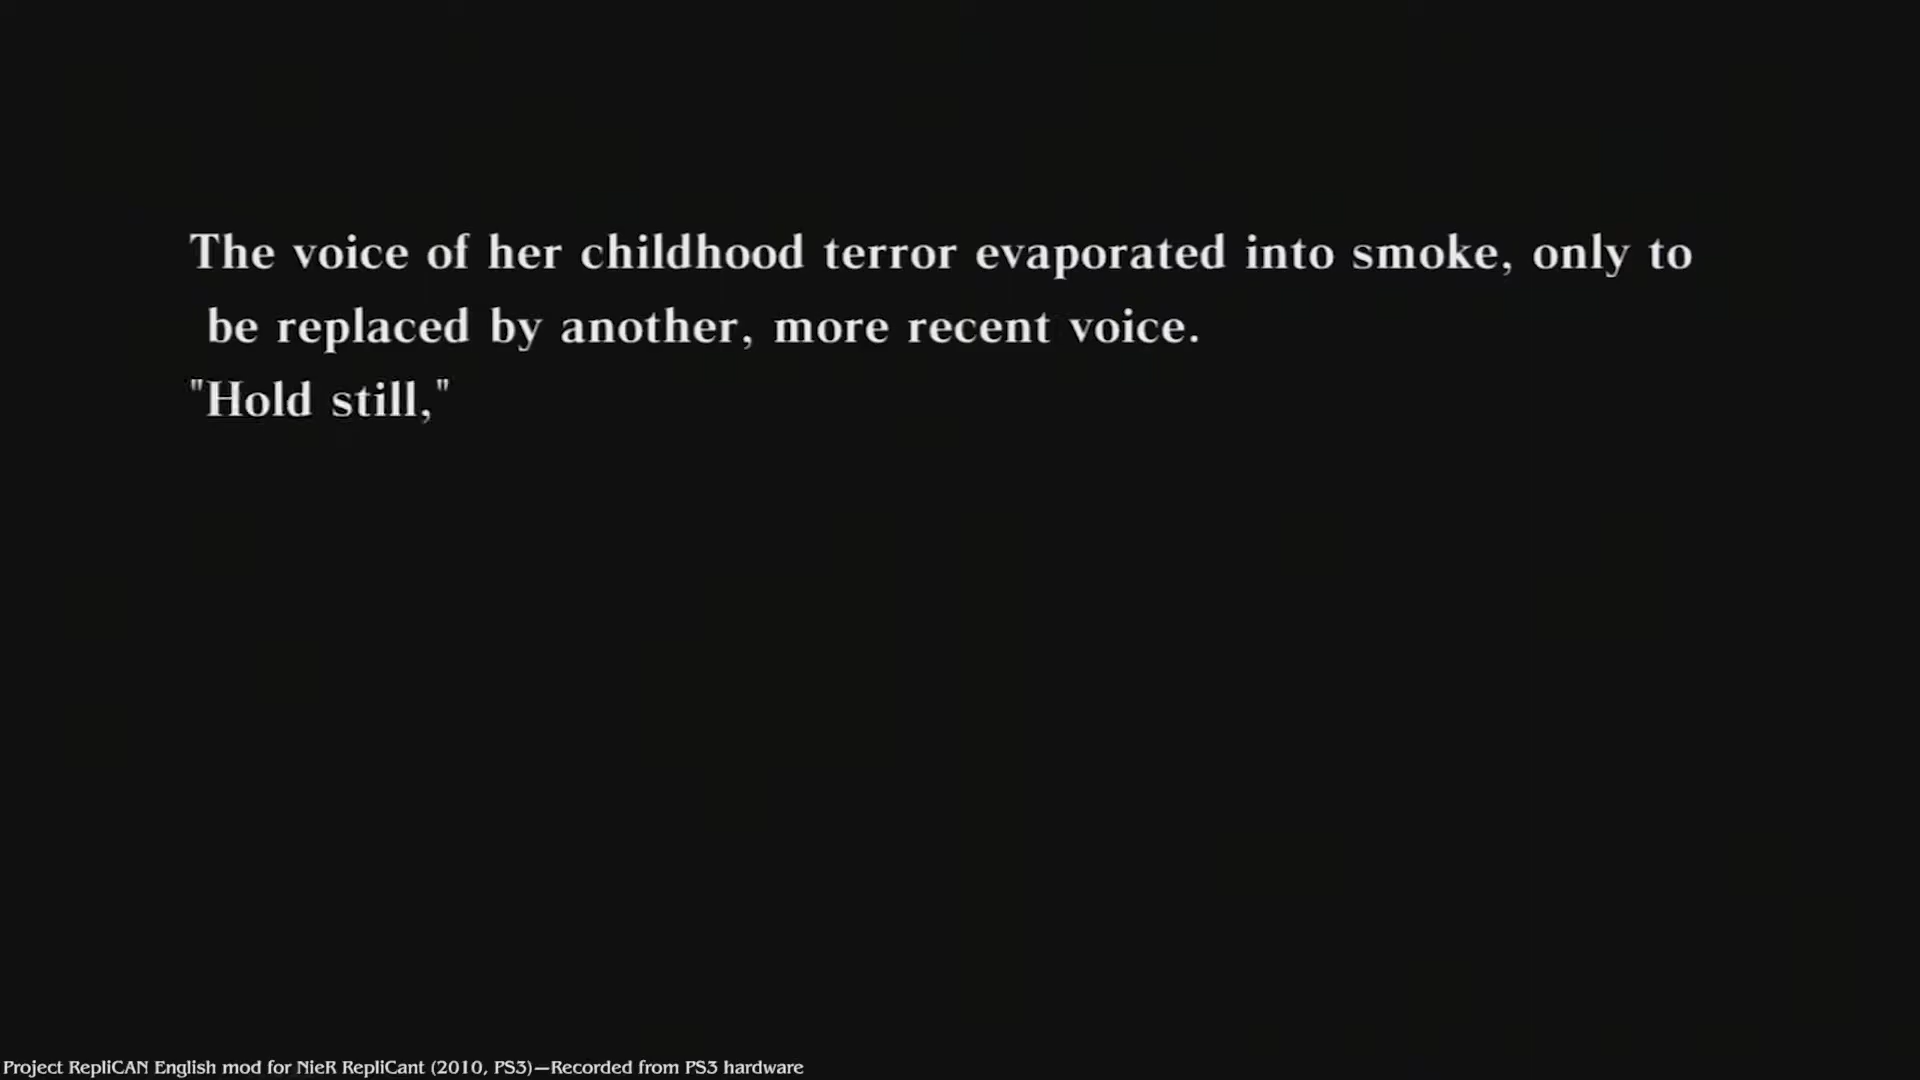 The voice of her childhood terror evaporated into smoke, only to
be replaced by another, more recent voice.
"Hold still,"
Project RepliCAN English mod for NieR RepliCant (2010, PS3)—Recorded from PS3 hardware